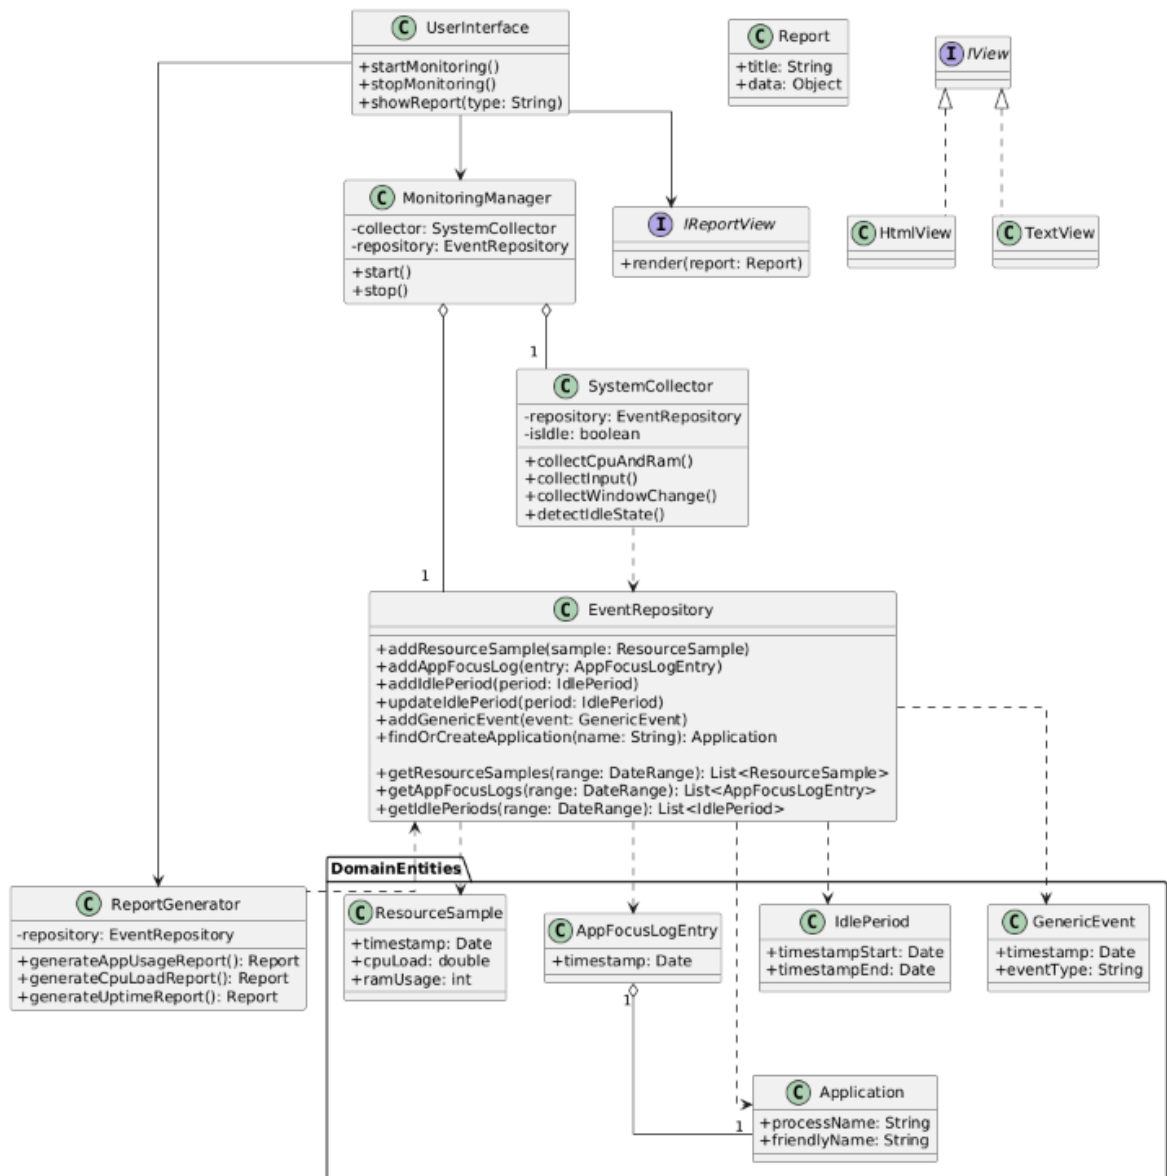 C UserInterface
+startMonitoring()
+stopMonitoring()
+showReport(type: String)
C Report
+title: String
+data: Object
I IView
C MonitoringManager
-collector: SystemCollector
-repository: EventRepository
+start()
+stop()
I IReportView
+render(report: Report)
C HtmlView
C TextView
1
C SystemCollector
-repository: EventRepository
-isIdle: boolean
+collectCpuAndRam()
+collectInput()
+collectWindowChange()
+detectIdleState()
1
C EventRepository
+addResourceSample(sample: ResourceSample)
+addAppFocusLog(entry: AppFocusLogEntry)
+addIdlePeriod(period: IdlePeriod)
+updateIdlePeriod(period: IdlePeriod)
+addGenericEvent(event: GenericEvent)
+findOrCreateApplication(name: String): Application
+getResourceSamples(range: DateRange): List<ResourceSample>
+getAppFocusLogs(range: DateRange): List<AppFocusLogEntry>
+getIdlePeriods(range: DateRange): List<IdlePeriod>
DomainEntities
C ReportGenerator
-repository: EventRepository
+generateAppUsageReport(): Report
+generateCpuLoadReport(): Report
+generateUptimeReport(): Report
C ResourceSample
+timestamp: Date
+cpuLoad: double
+ramUsage: int
C AppFocusLogEntry
+timestamp: Date
C IdlePeriod
+timestampStart: Date
+timestampEnd: Date
C GenericEvent
+timestamp: Date
+eventType: String
1
C Application
+processName: String
+friendlyName: String
1